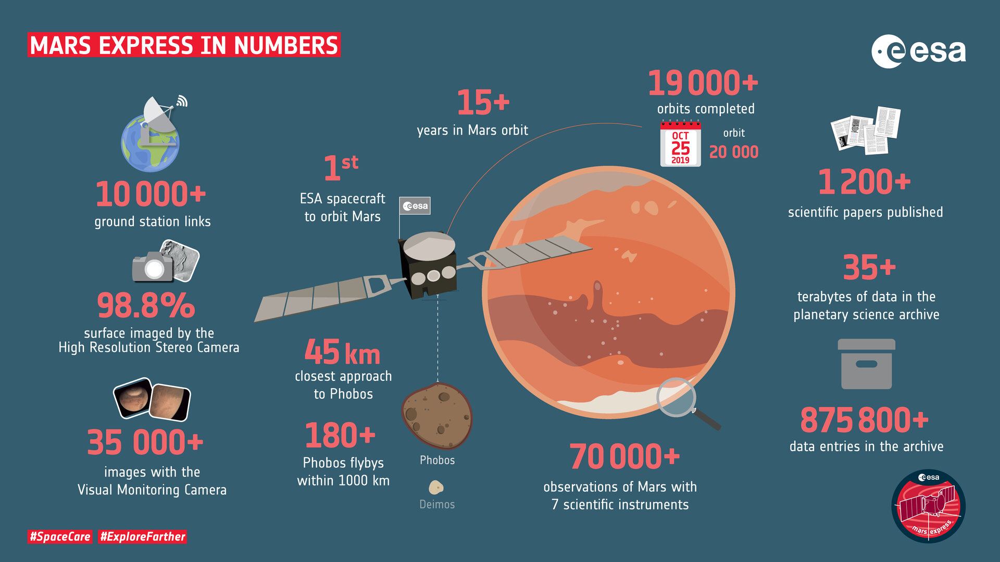 MARS EXPRESS IN NUMBERS
esa
10 000+
ground station links
98.8%
surface imaged by the
High Resolution Stereo Camera
35 000+
images with the
Visual Monitoring Camera
1st
ESA spacecraft
to orbit Mars
esa
15+
years in Mars orbit
19 000+
orbits completed
OCT
25
2019
orbit
20 000
45 km
closest approach
to Phobos
180+
Phobos flybys
within 1000 km
Phobos
Deimos
70 000+
observations of Mars with
7 scientific instruments
1 200+
scientific papers published
35+
terabytes of data in the
planetary science archive
875 800+
data entries in the archive
esa
mars express
#SpaceCare #ExploreFarther